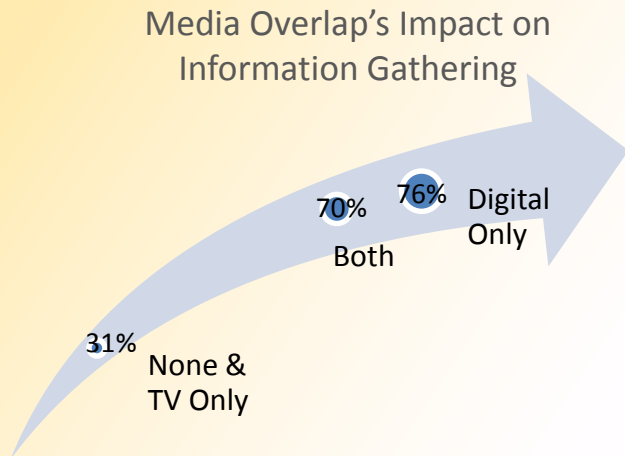 Media Overlap’s Impact on
Information Gathering
76%
Digital
Only
70%
Both
31%
None &
TV Only